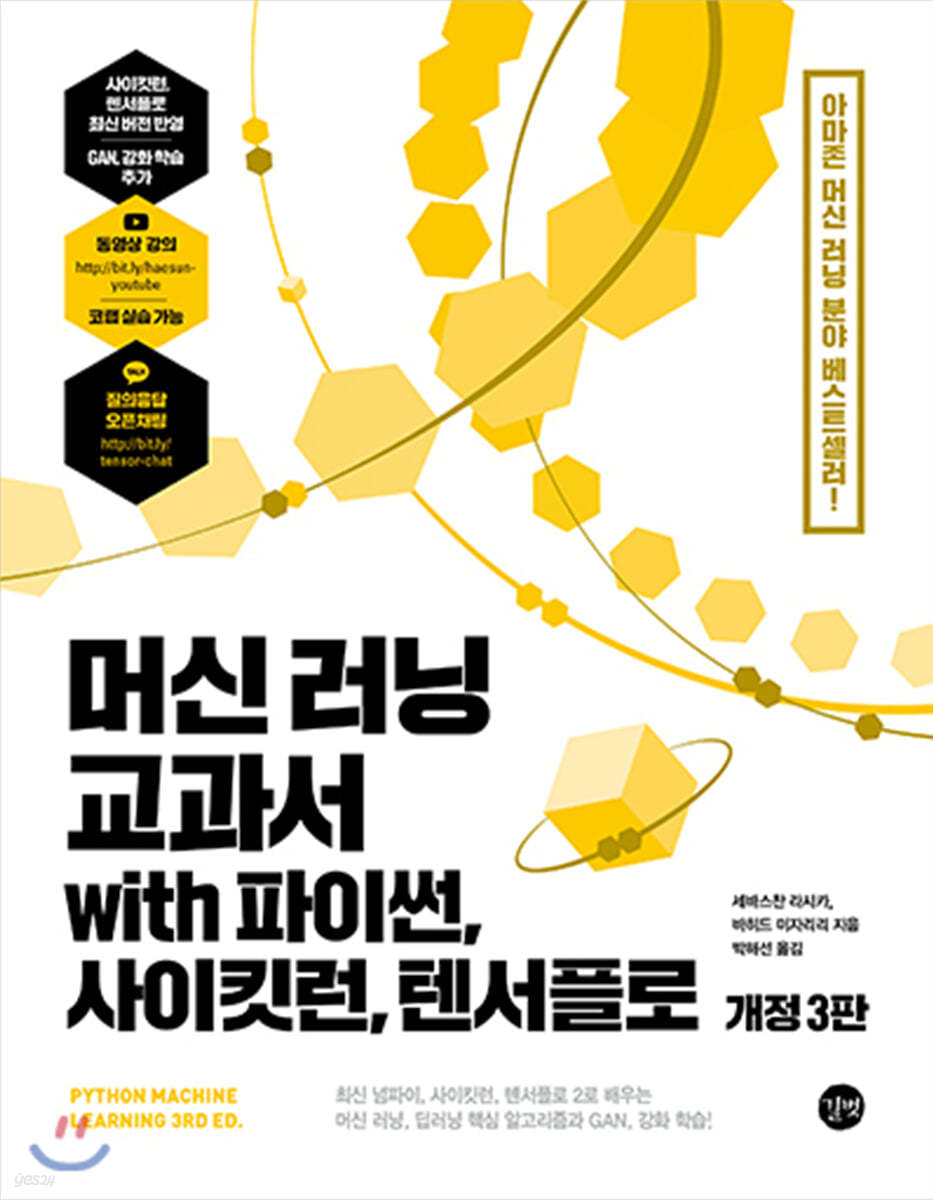 사이킷런,
텐서플로
최신 버전 반영
GAN, 강화 학습
추가
동영상 강의
http://bit.ly/haesun-
youtube
코랩 실습 가능
TALK
질의응답
오픈채팅
http://bit.ly/
tensor-chat
아마존 머신 러닝 분야 베스트셀러!
머신 러닝
교과서
with 파이썬,
사이킷런, 텐서플로
개정 3판
세바스찬 라시카,
바히드 미자리리 지음
박해선 옮김
PYTHON MACHINE
LEARNING 3RD ED.
최신 넘파이, 사이킷런, 텐서플로 2로 배우는
머신 러닝, 딥러닝 핵심 알고리즘과 GAN, 강화 학습!
길벗
yes24